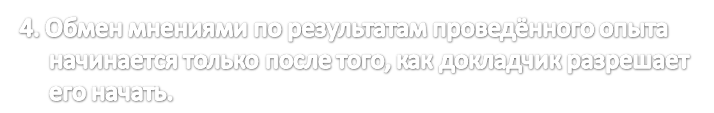 4. Обмен мнениями по результатам проведённого опыта
начинается только после того, как докладчик разрешает
его начать.